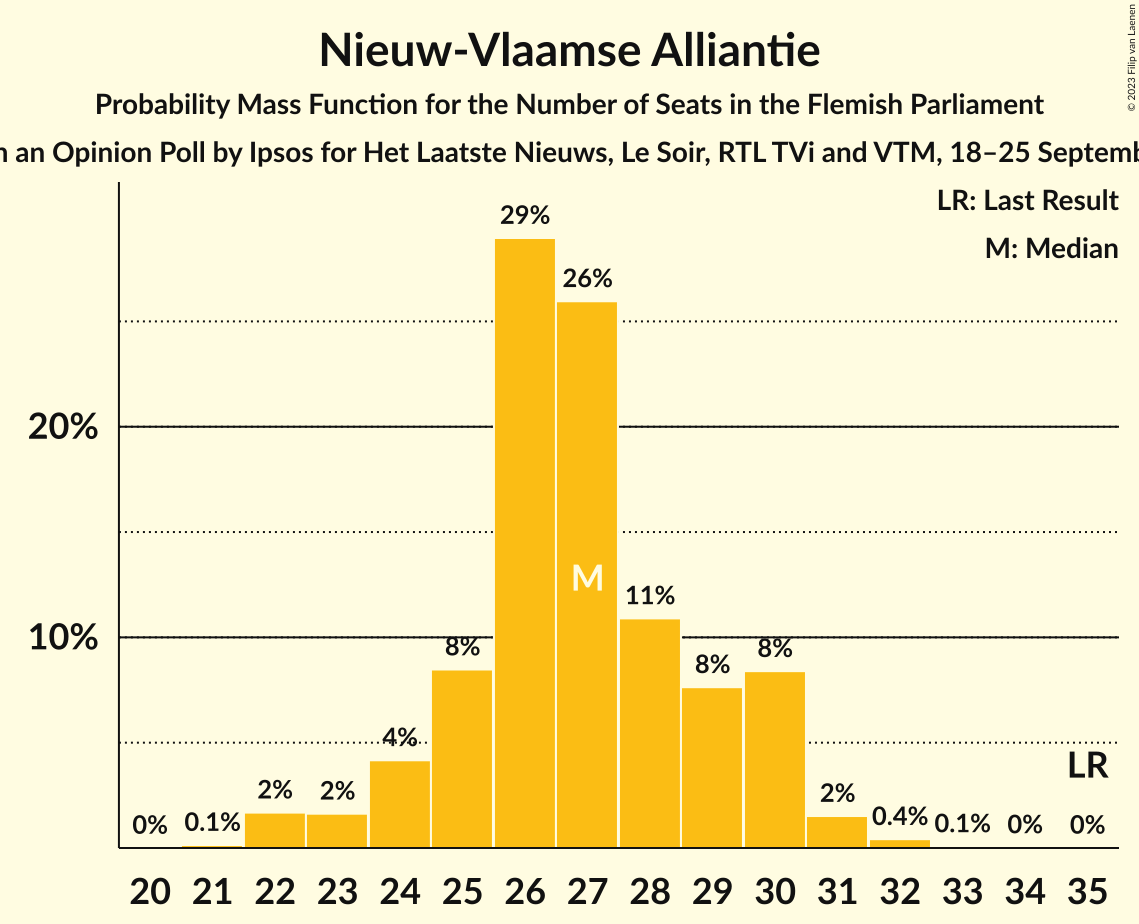 Nieuw-Vlaamse Alliantie
Probability Mass Function for the Number of Seats in the Flemish Parliament
an Opinion Poll by Ipsos for Het Laatste Nieuws, Le Soir, RTL TVi and VTM, 18–25
© 2023 Filip van Laenen
LR: Last Result
M: Median
29%
26%
20%
M
11%
10%
8%
8%
8%
4%
LR
2%
2%
2%
0%
0.1%
0.4%
0.1%
0%
0%
20 21 22 23 24 25 26 27 28 29 30 31 32 33 34 35